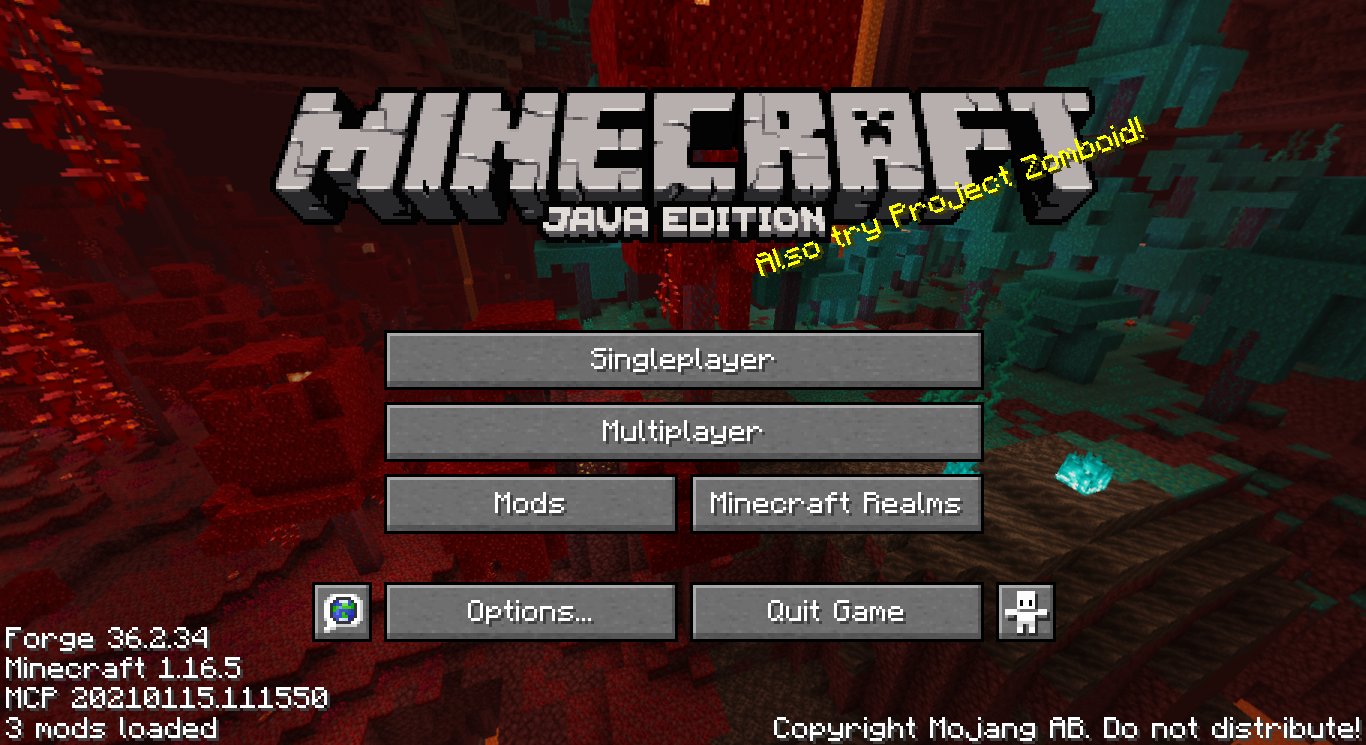 MINECRAFT
JAVA EDITION
Also try Project Zomboid!
Singleplayer
Multiplayer
Mods
Minecraft Realms
Options...
Quit Game
Forge 36.2.34
Minecraft 1.16.5
MCP 20210115.111550
3 mods loaded
Copyright Mojang AB. Do not distribute!